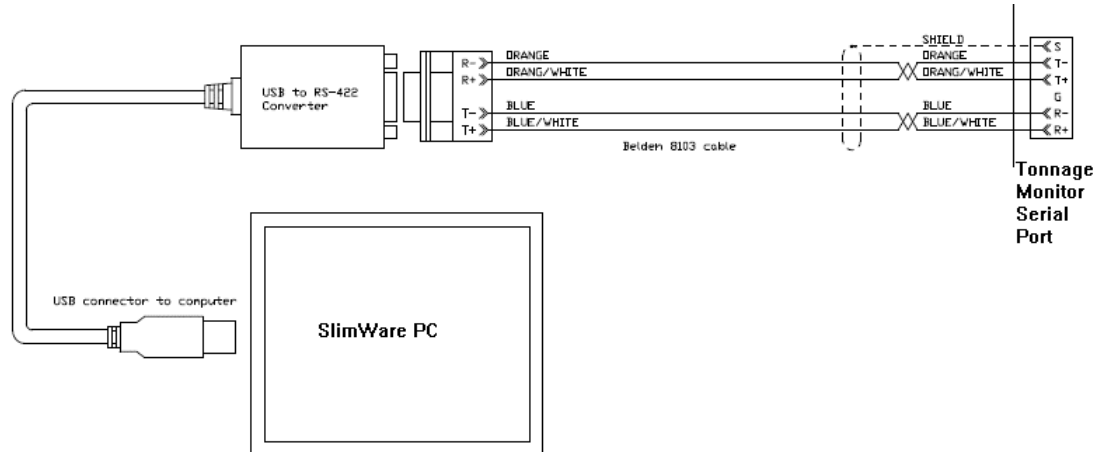 SHIELD
ORANGE
ORANG/WHITE
BLUE
BLUE/WHITE
R-
R+
T-
T+
ORANGE
ORANG/WHITE
BLUE
BLUE/WHITE
S
T-
T+
G
R-
R+
USB to RS-422
Converter
Belden 8103 cable
Tonnage
Monitor
Serial
Port
USB connector to computer
SlimWare PC